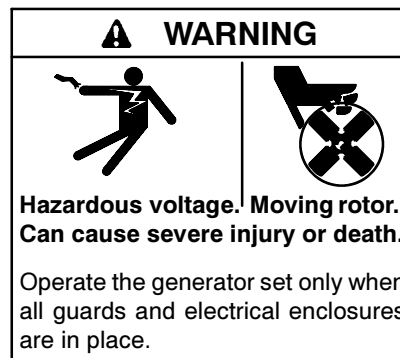 WARNING
Hazardous voltage. Moving rotor.
Can cause severe injury or death.
Operate the generator set only when
all guards and electrical enclosures
are in place.